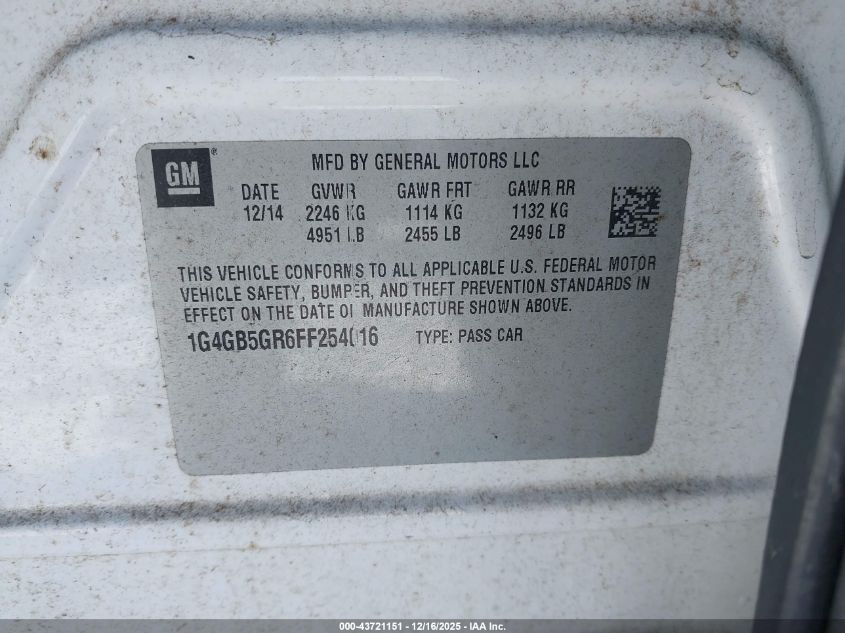 GM
MFD BY GENERAL MOTORS LLC
DATE GVWR GAWR FRT GAWR RR
12/14 2246 KG 1114 KG 1132 KG
4951 LB 2455 LB 2496 LB
THIS VEHICLE CONFORMS TO ALL APPLICABLE U.S. FEDERAL MOTOR
VEHICLE SAFETY, BUMPER, AND THEFT PREVENTION STANDARDS IN
EFFECT ON THE DATE OF MANUFACTURE SHOWN ABOVE.
TYPE: PASS CAR
000-43721151 - 12/16/2025 - IAA Inc.